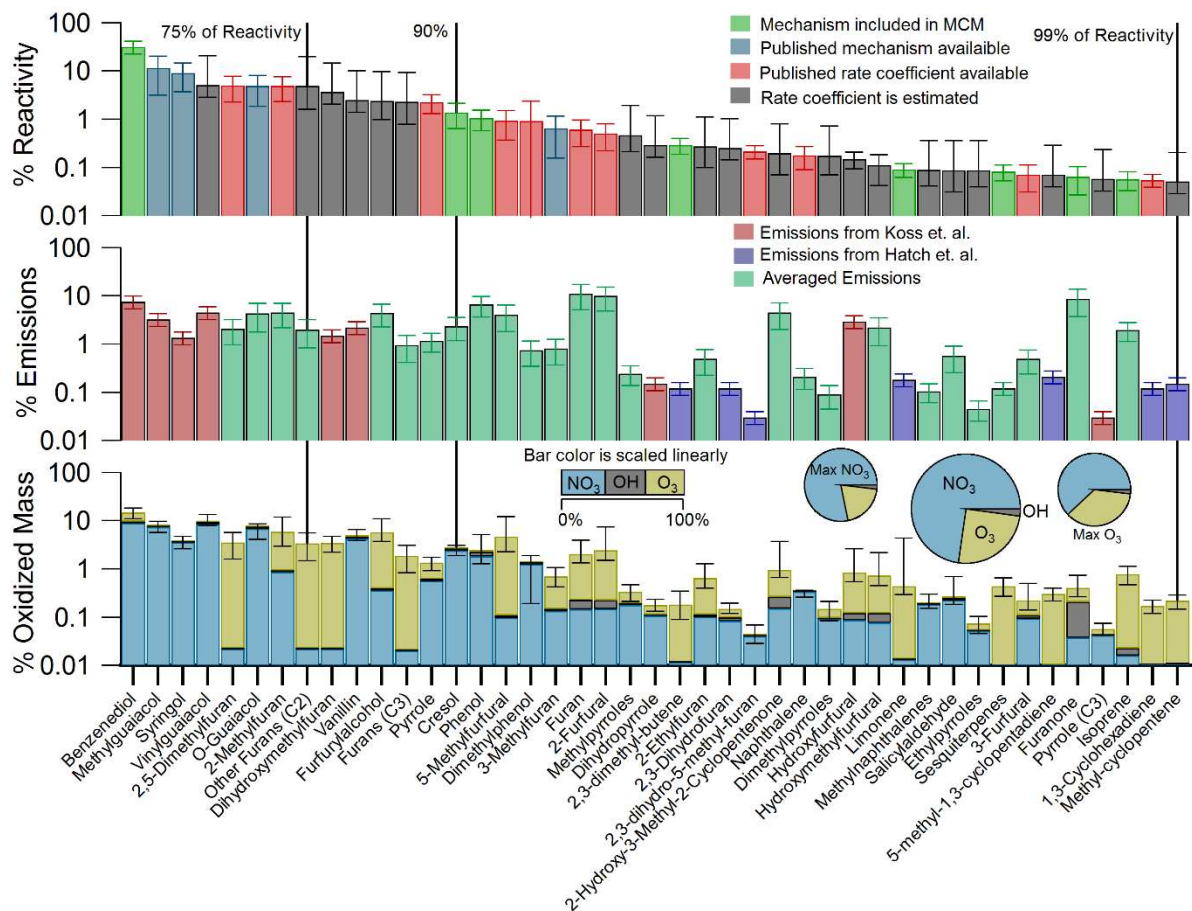 % Reactivity
100
10
1
0.1
0.01
75% of Reactivity
90%
99% of Reactivity
Mechanism included in MCM
Published mechanism available
Published rate coefficient available
Rate coefficient is estimated
% Emissions
100
10
1
0.1
0.01
Emissions from Koss et. al.
Emissions from Hatch et. al.
Averaged Emissions
% Oxidized Mass
100
10
1
0.1
0.01
Bar color is scaled linearly
NO₃ OH O₃
0% 100%
Max NO₃
NO₃
OH
O₃
Max O₃
Benzenediol
Methylguaiacol
Syringol
Vinylguaiacol
2,5-Dimethylfuran
O-Guaiacol
2-Methylfuran
Other Furans (C2)
Dihydroxymethylfuran
Vanillin
Furfurylalcohol
Furans (C3)
Pyrrole
Cresol
Phenol
5-Methylfurfural
Dimethylphenol
3-Methylfuran
Furan
2-Furfural
Methylpyrroles
Dihydropyrrole
2,3-dimethyl-butene
2-Ethylfuran
2,3-Dihydrofuran
2,3-dihydro-5-methyl-furan
2-Hydroxy-3-Methyl-2-Cyclopentenone
Naphthalene
Dimethylpyrroles
Hydroxyfurfural
Hydroxymethylfurfural
Limonene
Methylnaphthalenes
Salicylaldehyde
Ethylpyrroles
Sesquiterpenes
3-Furfural
5-methyl-1,3-cyclopentadiene
Furanone
Pyrrole (C3)
Isoprene
1,3-Cyclohexadiene
Methyl-cyclopentene